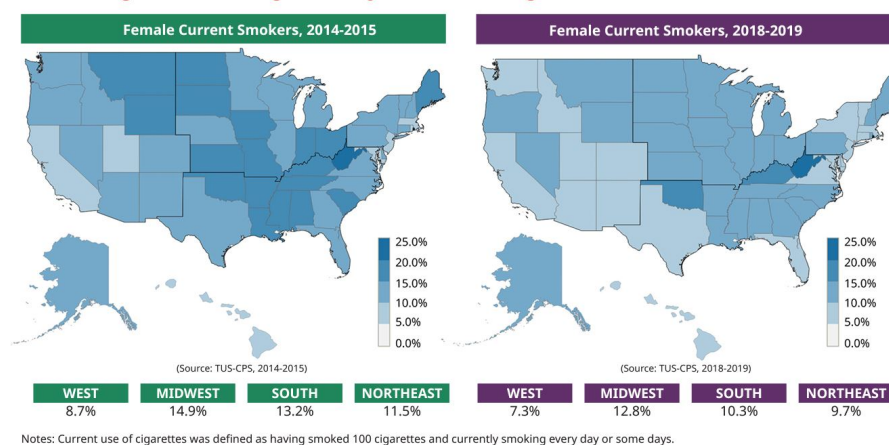 Female Current Smokers, 2014-2015
Female Current Smokers, 2018-2019
25.0%
20.0%
15.0%
10.0%
5.0%
0.0%
25.0%
20.0%
15.0%
10.0%
5.0%
0.0%
(Source: TUS-CPS, 2014-2015)
(Source: TUS-CPS, 2018-2019)
WEST MIDWEST SOUTH NORTHEAST
8.7% 14.9% 13.2% 11.5%
WEST MIDWEST SOUTH NORTHEAST
7.3% 12.8% 10.3% 9.7%
Notes: Current use of cigarettes was defined as having smoked 100 cigarettes and currently smoking every day or some days.